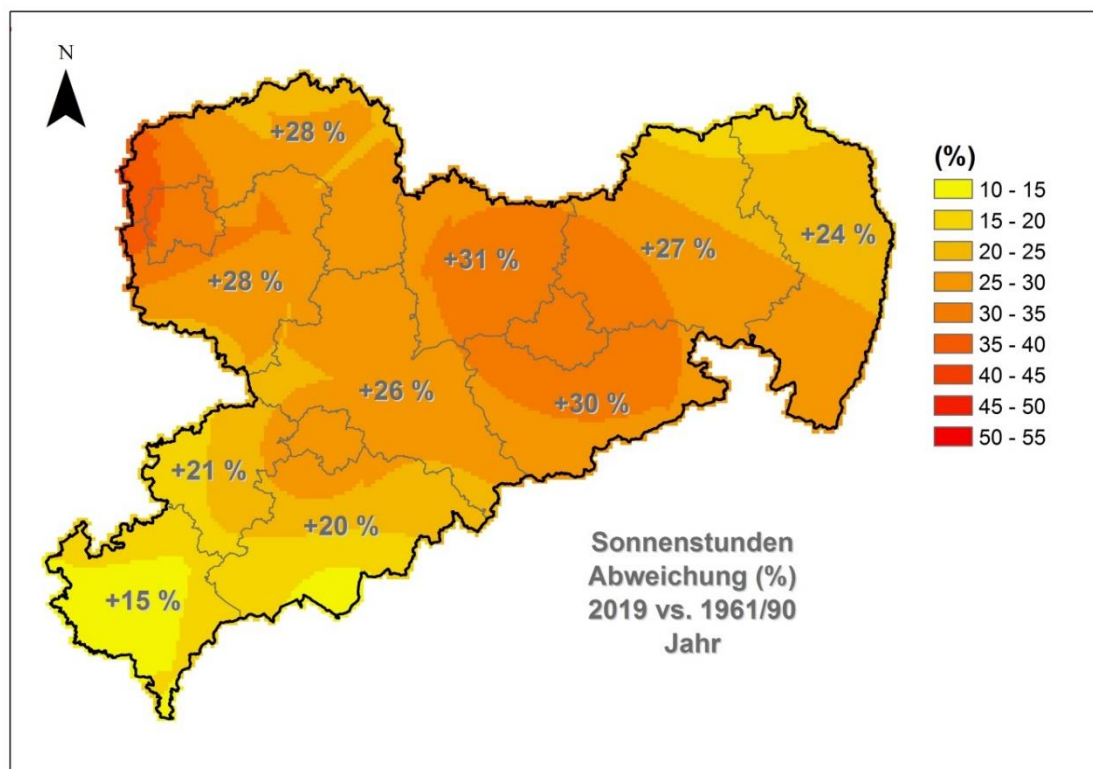 N
+28 %
+28 %
+31 %
+27 %
+24 %
+26 %
+30 %
+21 %
+20 %
+15 %
(%)
10 - 15
15 - 20
20 - 25
25 - 30
30 - 35
35 - 40
40 - 45
45 - 50
50 - 55
Sonnenstunden
Abweichung (%)
2019 vs. 1961/90
Jahr